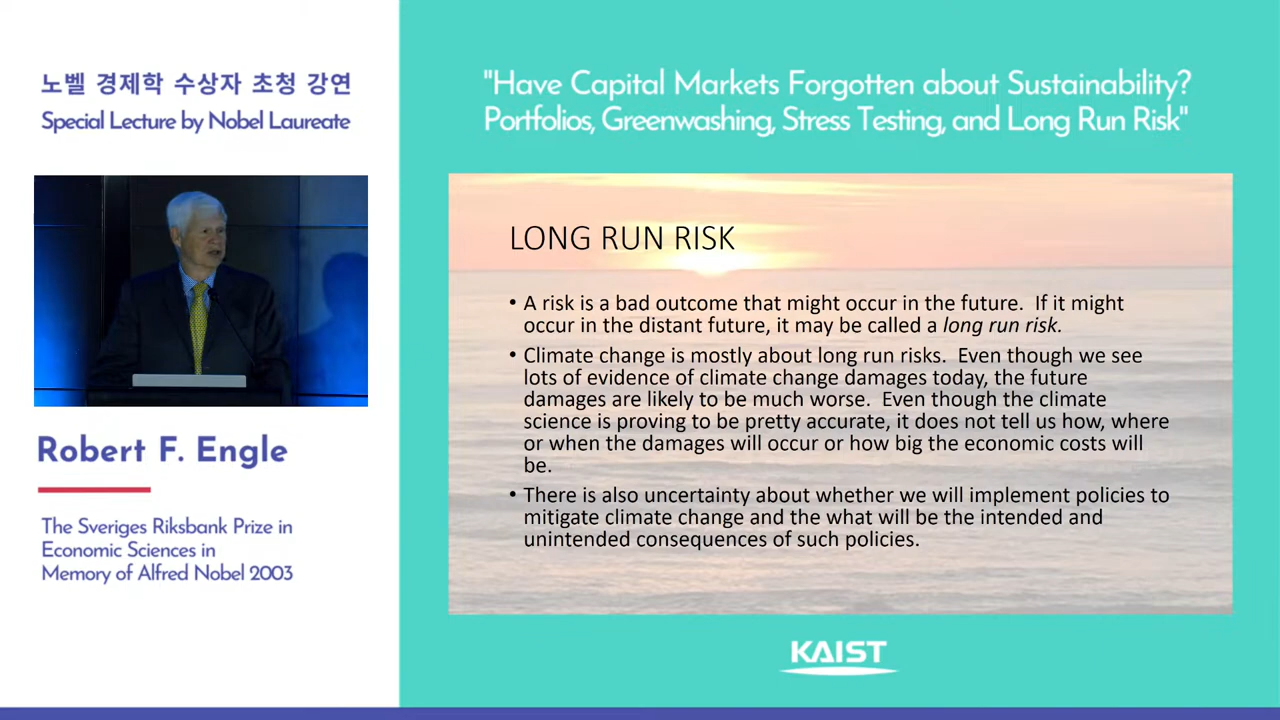 노벨 경제학 수상자 초청 강연
Special Lecture by Nobel Laureate
Robert F. Engle
The Sveriges Riksbank Prize in
Economic Sciences in
Memory of Alfred Nobel 2003
"Have Capital Markets Forgotten about Sustainability?
Portfolios, Greenwashing, Stress Testing, and Long Run Risk"
LONG RUN RISK
• A risk is a bad outcome that might occur in the future.  If it might
occur in the distant future, it may be called a long run risk.
• Climate change is mostly about long run risks.  Even though we see
lots of evidence of climate change damages today, the future
damages are likely to be much worse.  Even though the climate
science is proving to be pretty accurate, it does not tell us how, where
or when the damages will occur or how big the economic costs will
be.
• There is also uncertainty about whether we will implement policies to
mitigate climate change and the what will be the intended and
unintended consequences of such policies.
KAIST